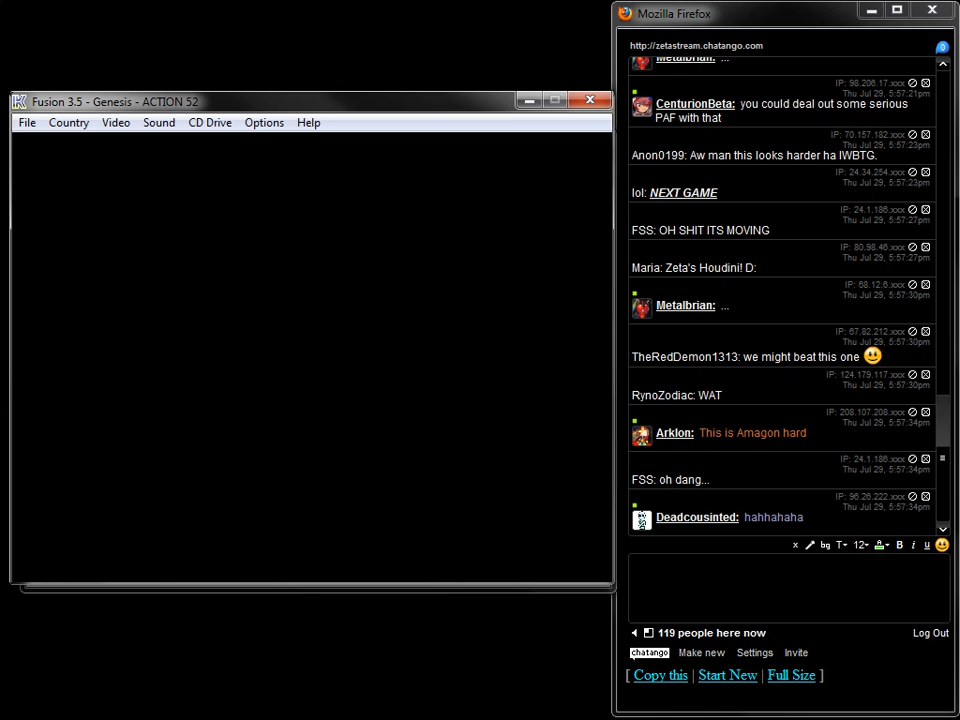 Mozilla Firefox
http://zetastream.chatango.com
0
Metalbrian: ...
Fusion 3.5 - Genesis - ACTION 52
File Country Video Sound CD Drive Options Help
IP: 98.206.17.xxx
Thu Jul 29, 5:57:21pm
CenturionBeta: you could deal out some serious
PAF with that
IP: 70.157.182.xxx
Thu Jul 29, 5:57:23pm
Anon0199: Aw man this looks harder ha IWBTG.
IP: 24.34.254.xxx
Thu Jul 29, 5:57:23pm
lol: NEXT GAME
IP: 24.1.186.xxx
Thu Jul 29, 5:57:27pm
FSS: OH SHIT ITS MOVING
IP: 80.98.46.xxx
Thu Jul 29, 5:57:27pm
Maria: Zeta's Houdini! D:
IP: 68.12.6.xxx
Thu Jul 29, 5:57:30pm
Metalbrian: ...
IP: 67.82.212.xxx
Thu Jul 29, 5:57:30pm
TheRedDemon1313: we might beat this one
IP: 124.179.117.xxx
Thu Jul 29, 5:57:30pm
RynoZodiac: WAT
IP: 208.107.208.xxx
Thu Jul 29, 5:57:34pm
Arklon: This is Amagon hard
IP: 24.1.186.xxx
Thu Jul 29, 5:57:34pm
FSS: oh dang...
IP: 96.26.222.xxx
Thu Jul 29, 5:57:34pm
Deadcousinted: hahhahaha
x bg T 12 B i u
119 people here now Log Out
chatango Make new Settings Invite
[ Copy this | Start New | Full Size ]